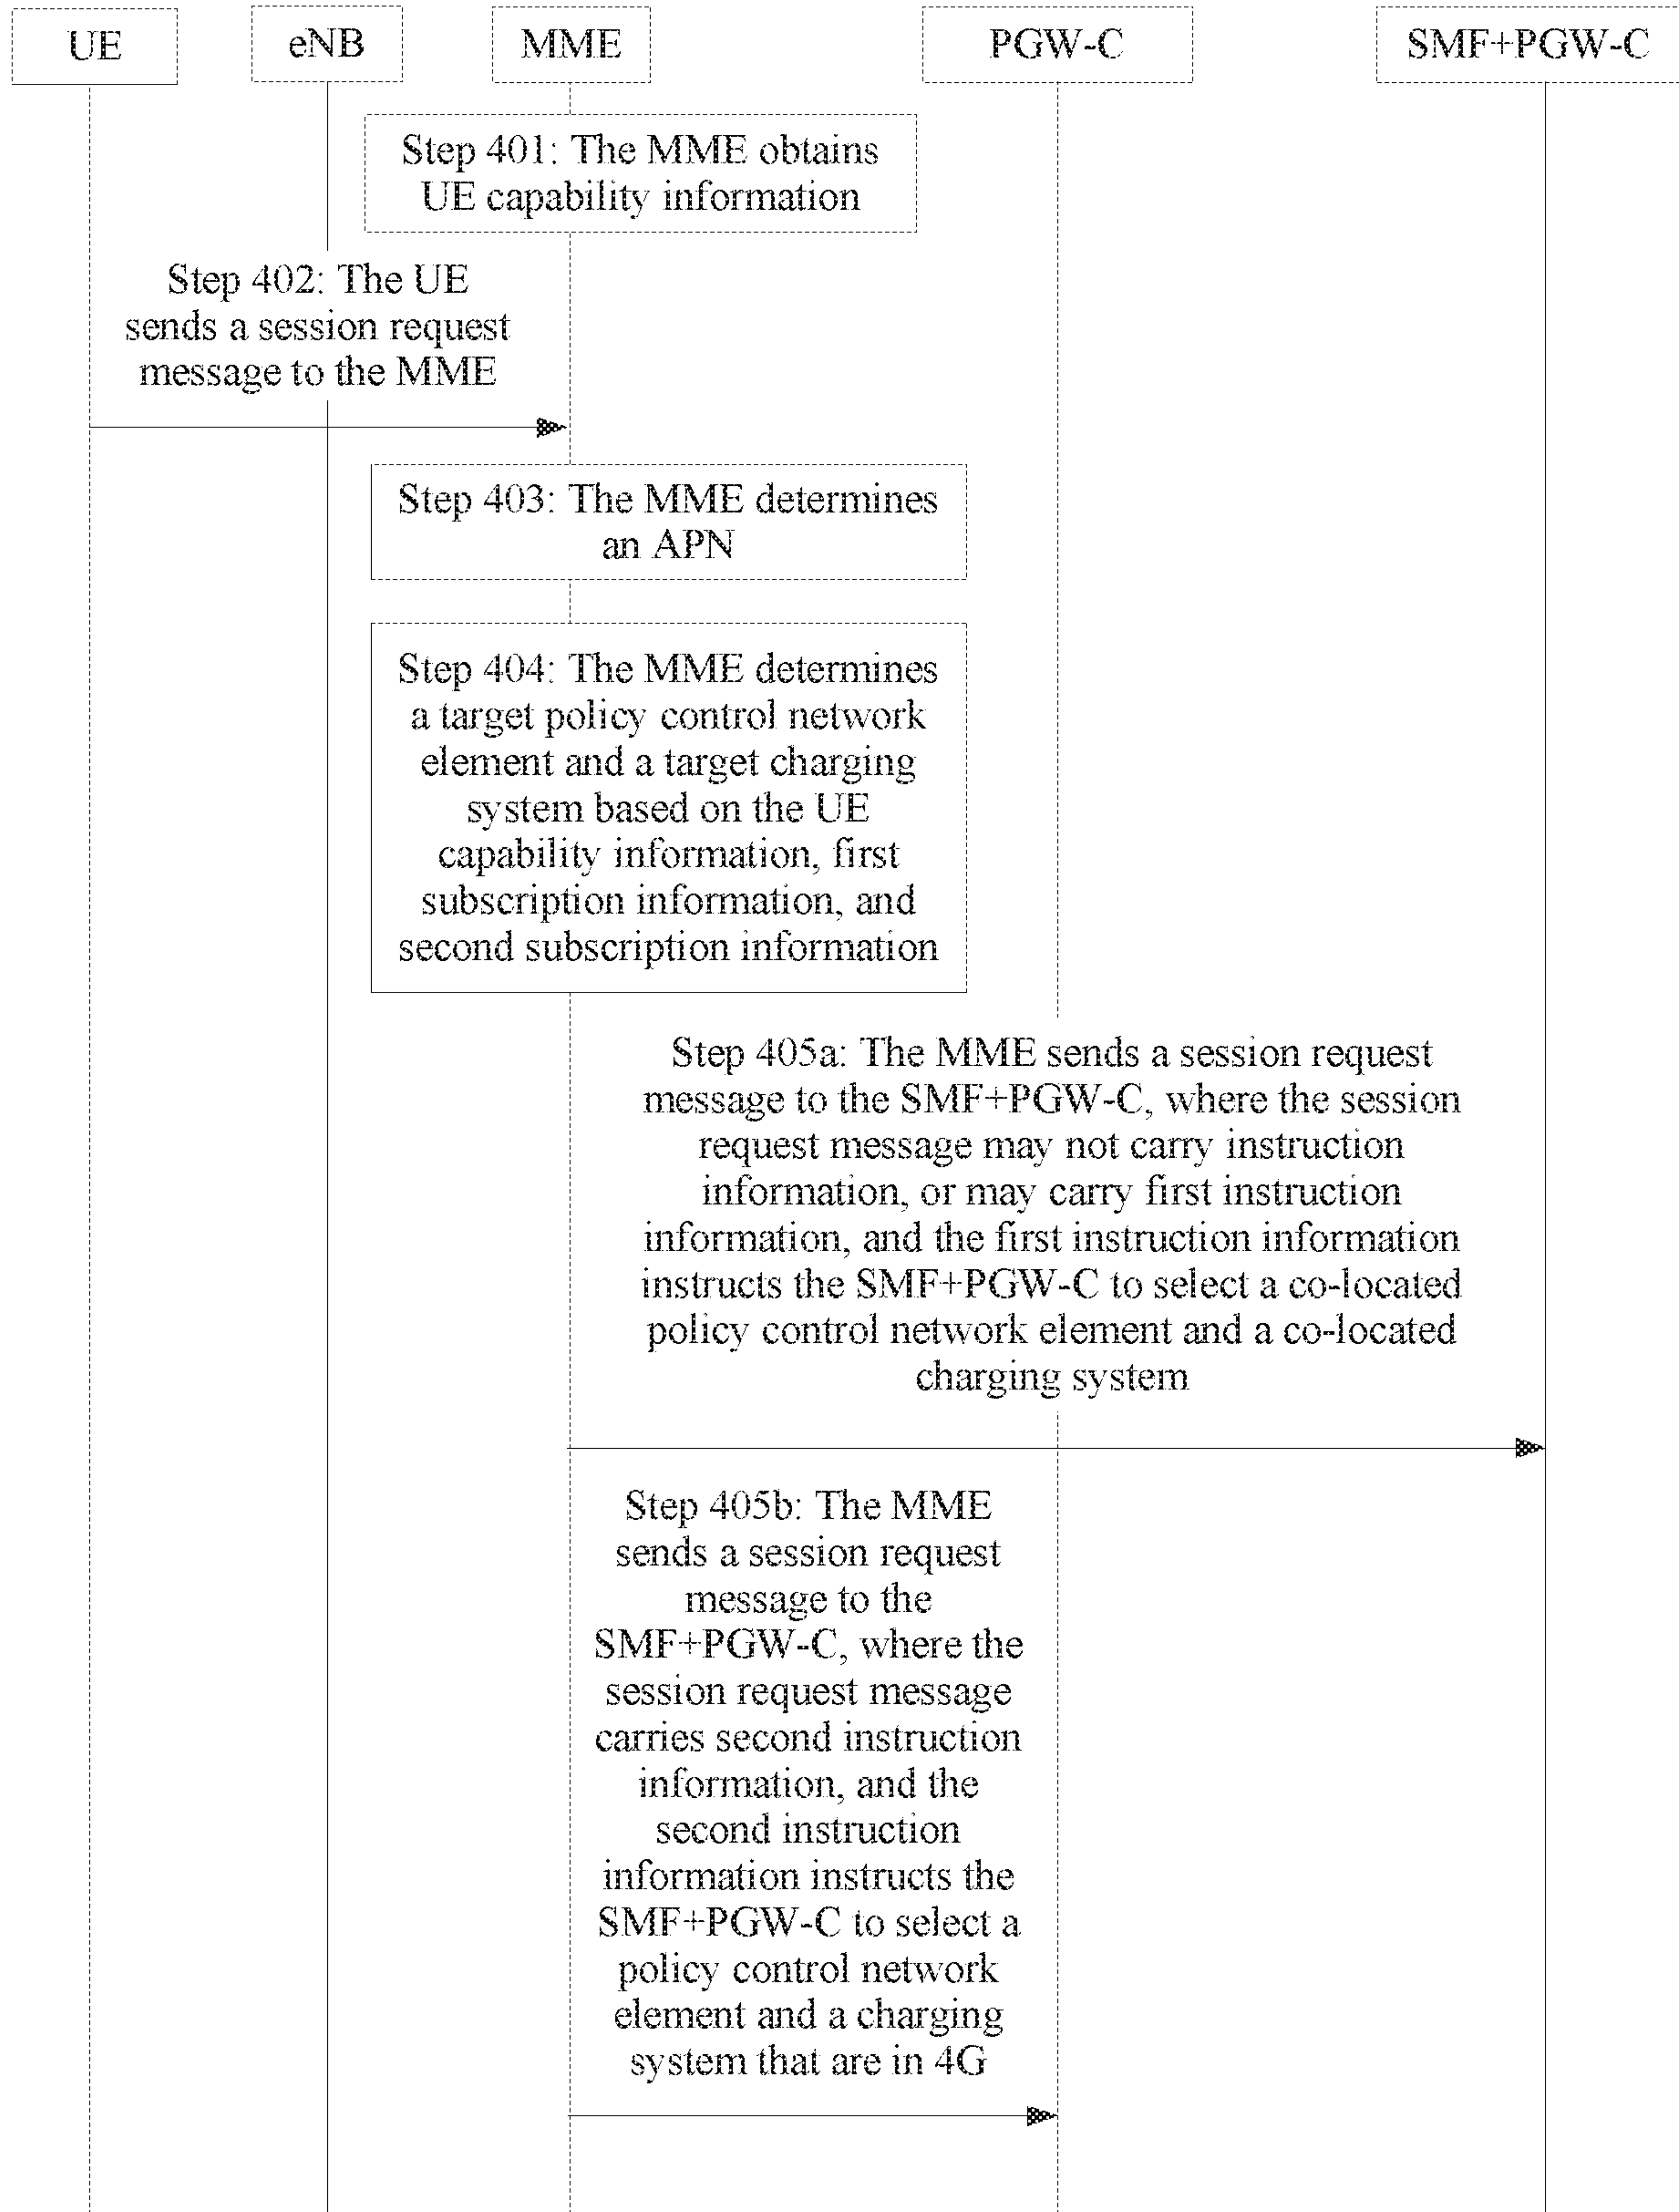 UE
eNB
MME
PGW-C
SMF+PGW-C
Step 401: The MME obtains
UE capability information
Step 402: The UE
sends a session request
message to the MME
Step 403: The MME determines
an APN
Step 404: The MME determines
a target policy control network
element and a target charging
system based on the UE
capability information, first
subscription information, and
second subscription information
Step 405a: The MME sends a session request
message to the SMF+PGW-C, where the session
request message may not carry instruction
information, or may carry first instruction
information, and the first instruction information
instructs the SMF+PGW-C to select a co-located
policy control network element and a co-located
charging system
Step 405b: The MME
sends a session request
message to the
SMF+PGW-C, where the
session request message
carries second instruction
information, and the
second instruction
information instructs the
SMF+PGW-C to select a
policy control network
element and a charging
system that are in 4G